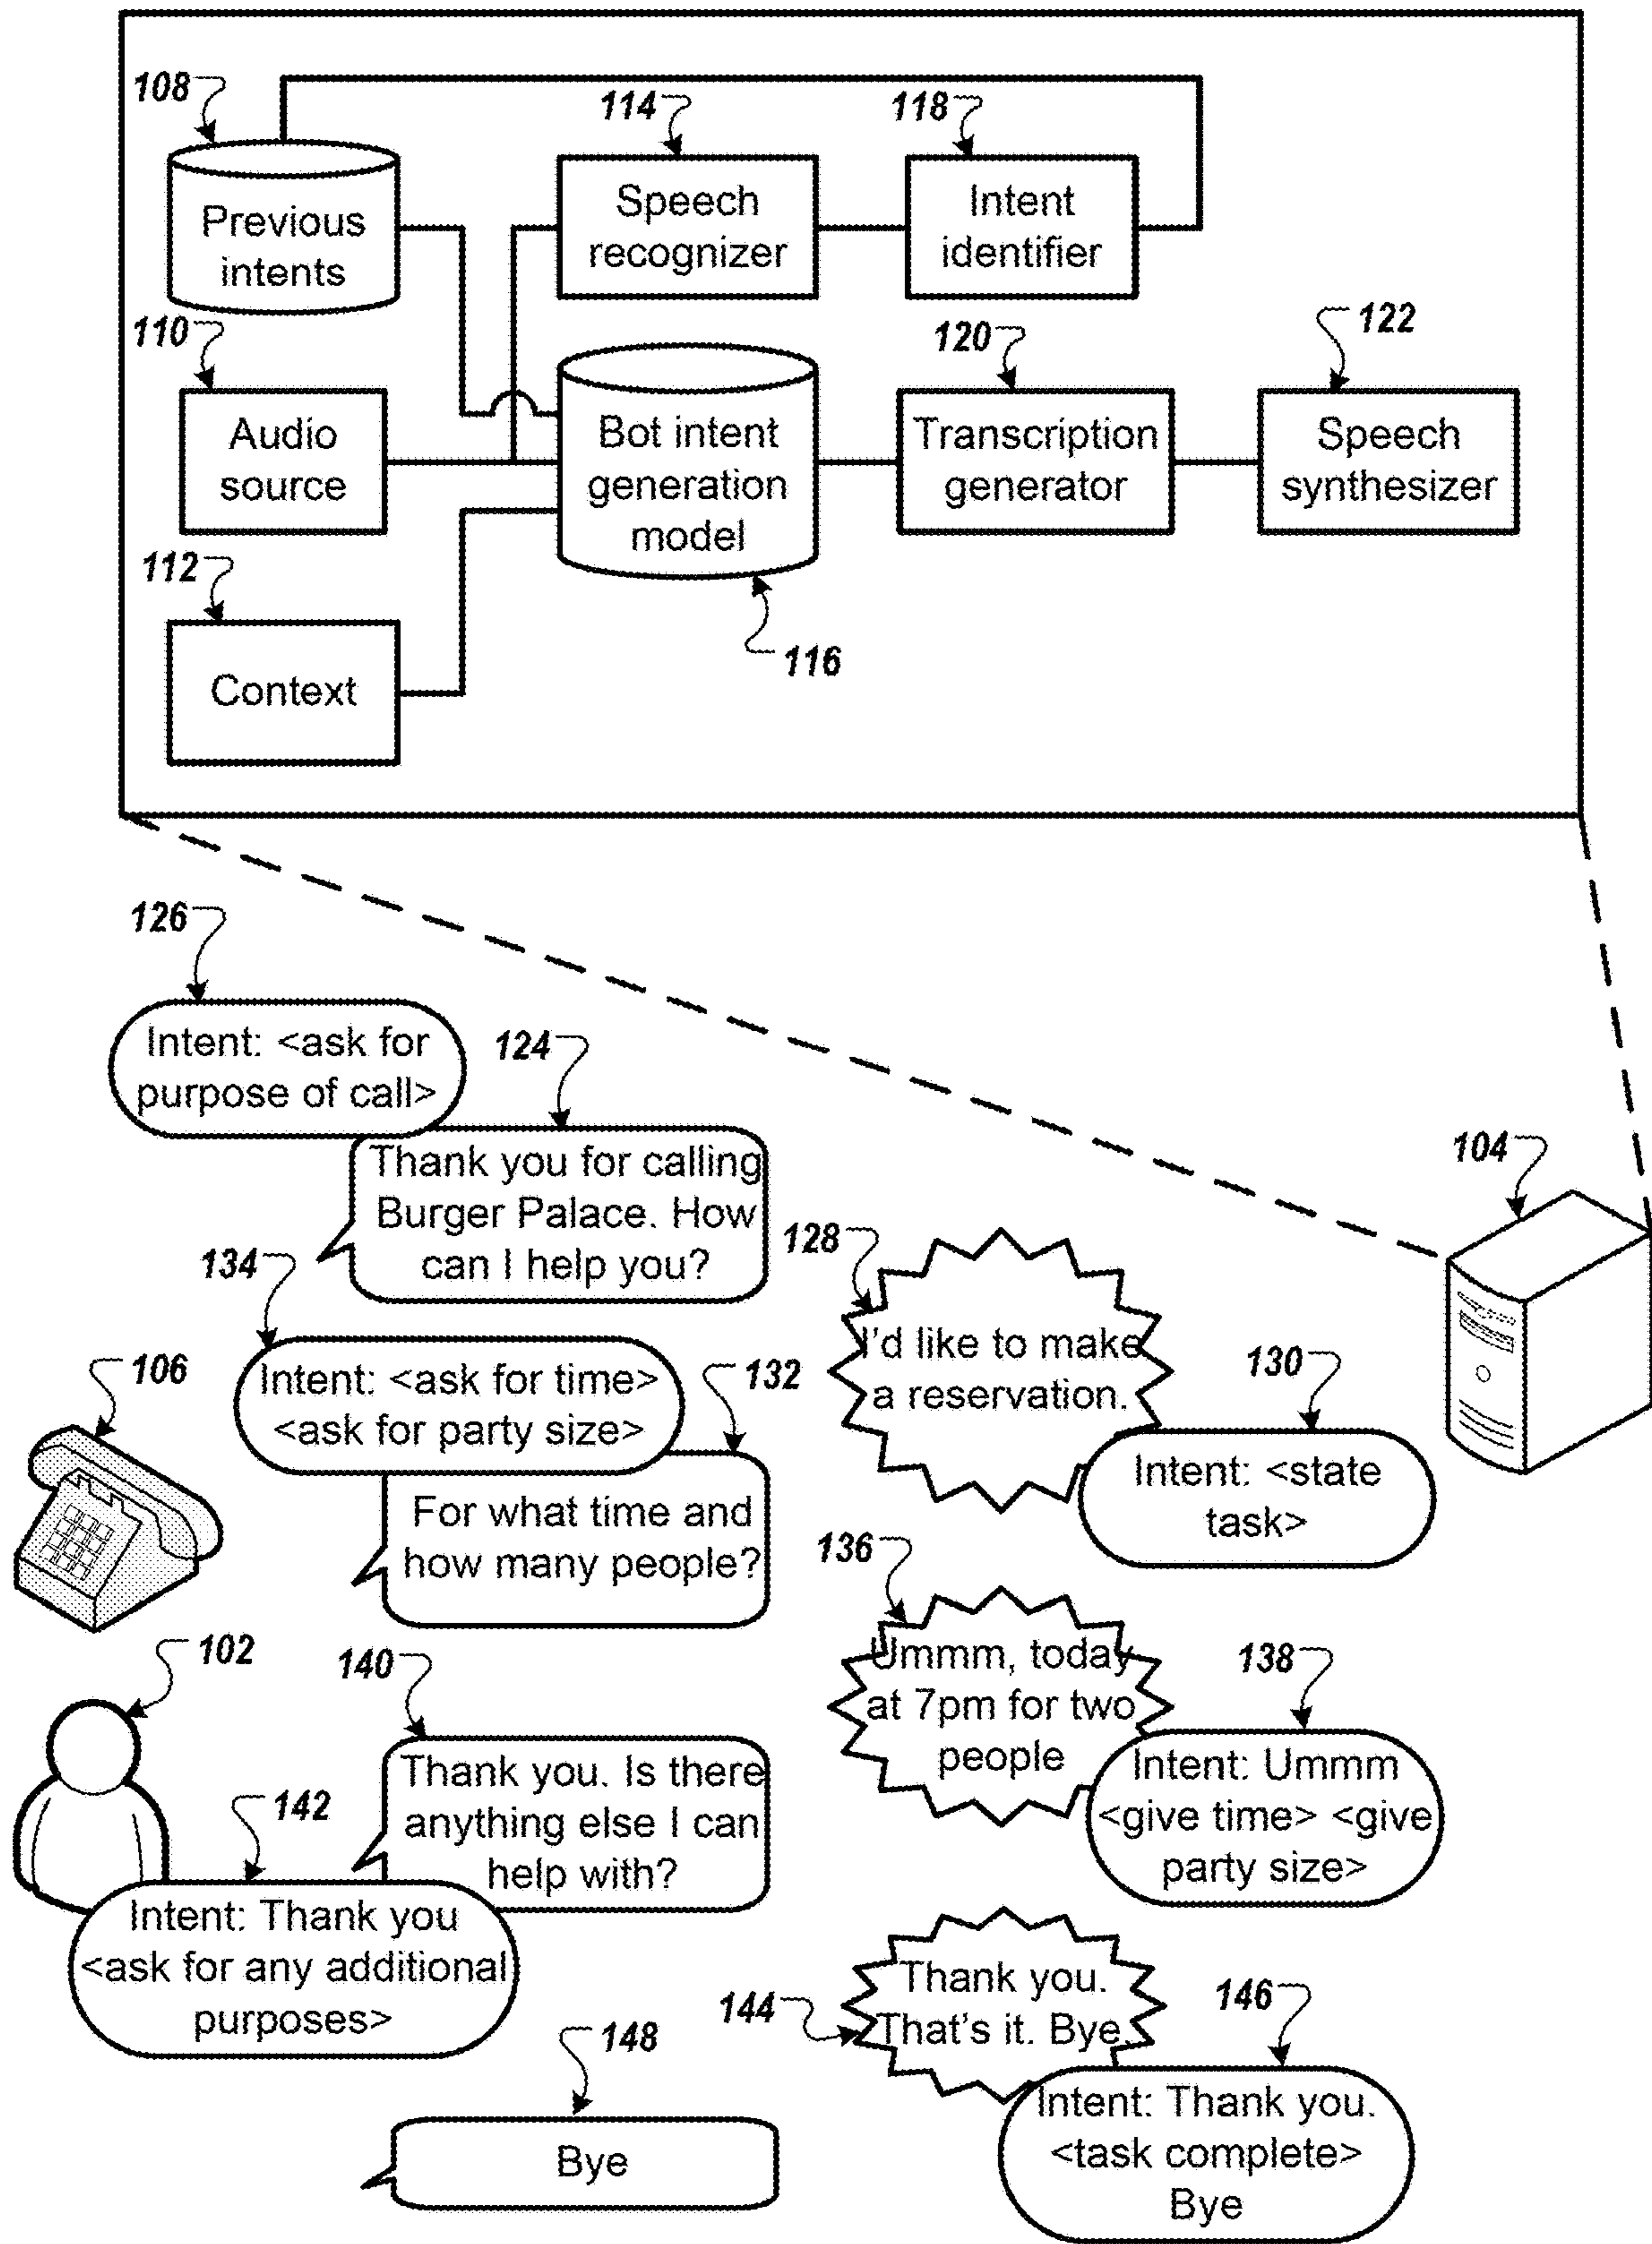 108
114
118
Previous
intents
Speech
recognizer
Intent
identifier
110
120
122
Audio
source
Bot intent
generation
model
Transcription
generator
Speech
synthesizer
112
116
Context
126
Intent: <ask for
purpose of call>
124
Thank you for calling
Burger Palace. How
can I help you?
104
128
I'd like to make
a reservation.
134
Intent: <ask for time>
<ask for party size>
132
130
Intent: <state
task>
106
For what time and
how many people?
136
Ummm, today
at 7pm for two
people
138
Intent: Ummm
<give time> <give
party size>
102
140
Thank you. Is there
anything else I can
help with?
142
Intent: Thank you
<ask for any additional
purposes>
144
Thank you.
That's it. Bye.
146
Intent: Thank you.
<task complete>
Bye
148
Bye